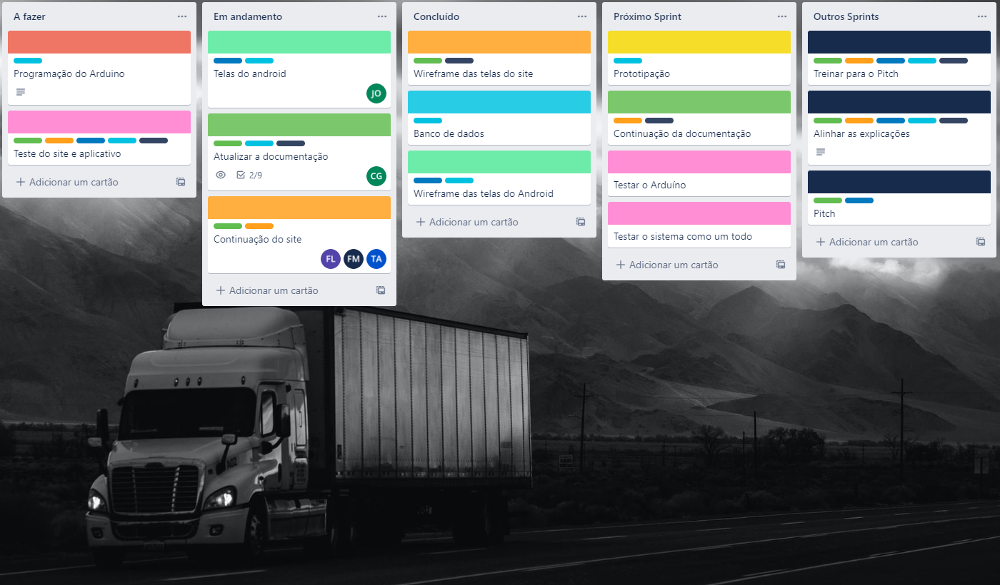 A fazer
Programação do Arduino
Teste do site e aplicativo
Adicionar um cartão
Em andamento
Telas do android
JO
Atualizar a documentação
2/9
CG
Continuação do site
FL FM TA
Adicionar um cartão
Concluído
Wireframe das telas do site
Banco de dados
Wireframe das telas do Android
Adicionar um cartão
Próximo Sprint
Prototipação
Continuação da documentação
Testar o Arduíno
Testar o sistema como um todo
Adicionar um cartão
Outros Sprints
Treinar para o Pitch
Alinhar as explicações
Pitch
Adicionar um cartão